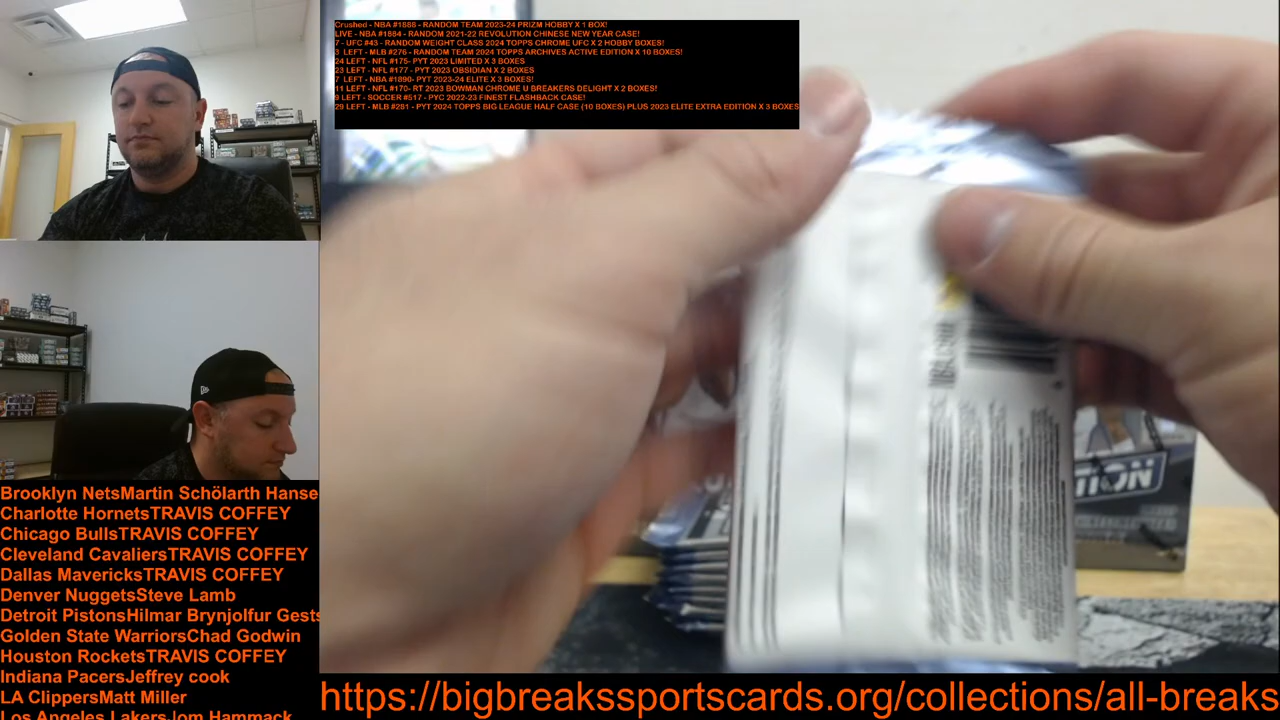 Crushed - NBA #1888 - RANDOM TEAM 2023-24 PRIZM HOBBY X 1 BOX!
LIVE - NBA #1884 - RANDOM 2021-22 REVOLUTION CHINESE NEW YEAR CASE!
7 - UFC #43 - RANDOM WEIGHT CLASS 2024 TOPPS CHROME UFC X 2 HOBBY BOXES!
3 LEFT - MLB #276 - RANDOM TEAM 2024 TOPPS ARCHIVES ACTIVE EDITION X 10 BOXES!
24 LEFT - NFL #175- PYT 2023 LIMITED X 3 BOXES
23 LEFT - NFL #177 - PYT 2023 OBSIDIAN X 2 BOXES
7 LEFT - NBA #1890- PYT 2023-24 ELITE X 3 BOXES!
11 LEFT - NFL #170- RT 2023 BOWMAN CHROME U BREAKERS DELIGHT X 2 BOXES!
9 LEFT - SOCCER #517 - PYC 2022-23 FINEST FLASHBACK CASE!
29 LEFT - MLB #281 - PYT 2024 TOPPS BIG LEAGUE HALF CASE (10 BOXES) PLUS 2023 ELITE EXTRA EDITION X 3 BOXES
TION
Brooklyn NetsMartin Schölarth Hanse
Charlotte HornetsTRAVIS COFFEY
Chicago BullsTRAVIS COFFEY
Cleveland CavaliersTRAVIS COFFEY
Dallas MavericksTRAVIS COFFEY
Denver NuggetsSteve Lamb
Detroit PistonsHilmar Brynjolfur Gests
Golden State WarriorsChad Godwin
Houston RocketsTRAVIS COFFEY
Indiana PacersJeffrey cook
LA ClippersMatt Miller
Los Angeles LakersJom Hammack
https://bigbreakssportscards.org/collections/all-breaks